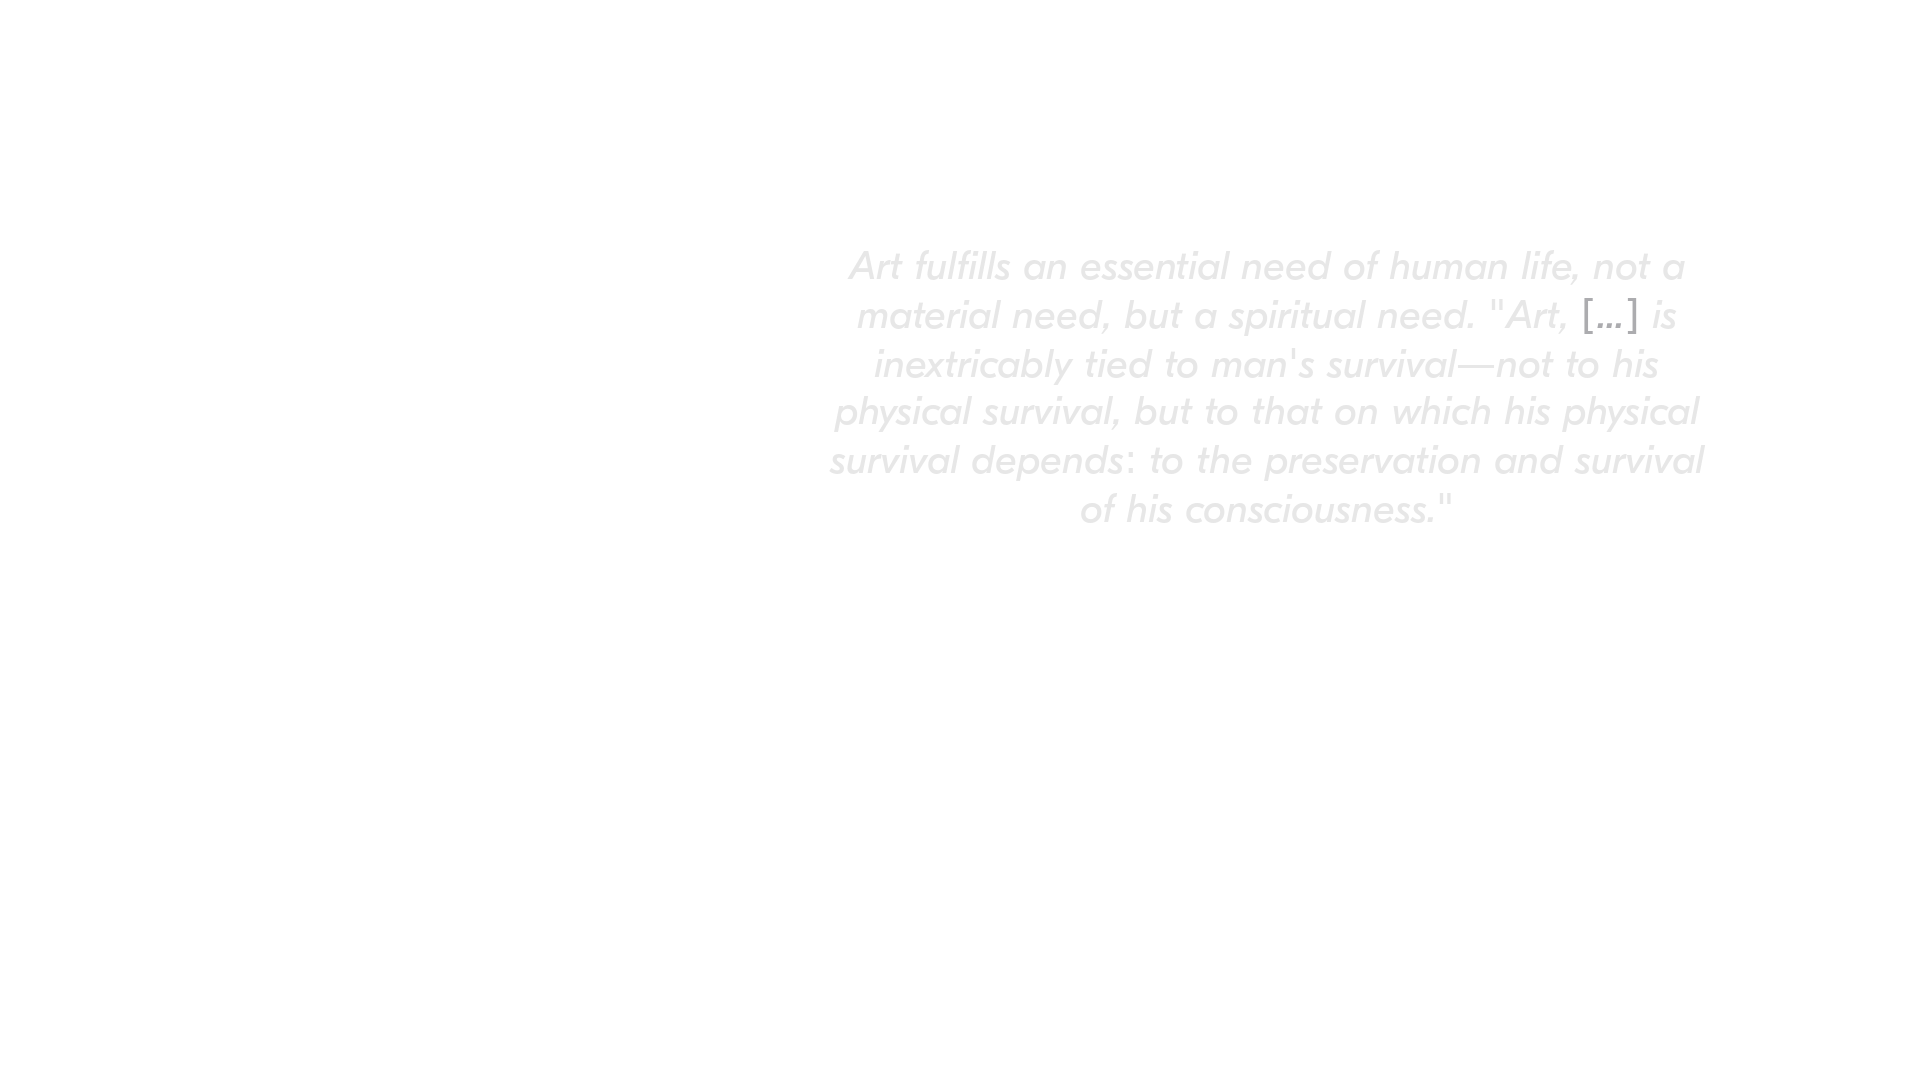 Art fulfills an essential need of human life, not a
material need, but a spiritual need. "Art, [...] is
inextricably tied to man's survival—not to his
physical survival, but to that on which his physical
survival depends: to the preservation and survival
of his consciousness."